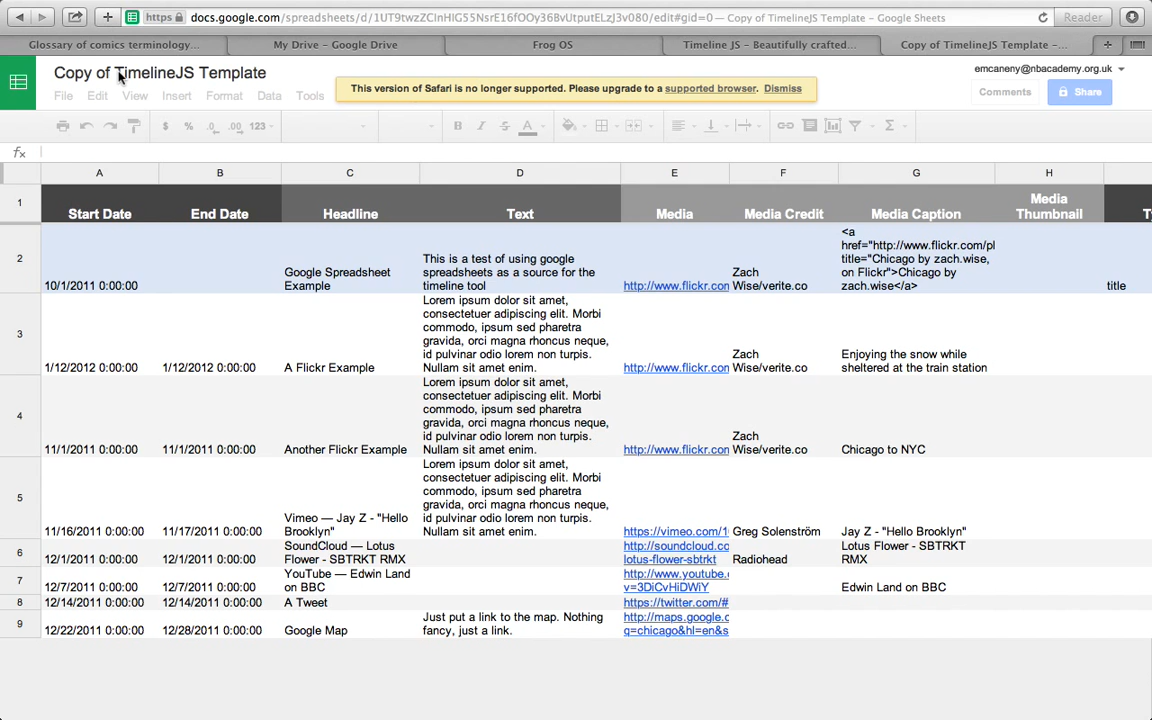 https docs.google.com/spreadsheets/d/1UT9twzZCInHIG55NsrE16fOOy36BvUtputELzJ3v080/edit#gid=0 — Copy of TimelineJS Template – Google Sheets
Reader
Glossary of comics terminology...
My Drive – Google Drive
Frog OS
Timeline JS – Beautifully crafted...
Copy of TimelineJS Template –...
Copy of TimelineJS Template
emcaneny@nbacademy.org.uk
This version of Safari is no longer supported. Please upgrade to a supported browser. Dismiss
File Edit View Insert Format Data Tools
Comments
Share
$ % .0 .00 123
B I S A
fx
A B C D E F G H
1
Start Date
End Date
Headline
Text
Media
Media Credit
Media Caption
Media
Thumbnail
2
10/1/2011 0:00:00
Google Spreadsheet
Example
This is a test of using google
spreadsheets as a source for the
timeline tool
http://www.flickr.com
Zach
Wise/verite.co
<a
href="http://www.flickr.com/pl
title="Chicago by zach.wise,
on Flickr">Chicago by
zach.wise</a>
title
3
1/12/2012 0:00:00
1/12/2012 0:00:00
A Flickr Example
Lorem ipsum dolor sit amet,
consectetuer adipiscing elit. Morbi
commodo, ipsum sed pharetra
gravida, orci magna rhoncus neque,
id pulvinar odio lorem non turpis.
Nullam sit amet enim.
http://www.flickr.com
Zach
Wise/verite.co
Enjoying the snow while
sheltered at the train station
4
11/1/2011 0:00:00
11/1/2011 0:00:00
Another Flickr Example
Lorem ipsum dolor sit amet,
consectetuer adipiscing elit. Morbi
commodo, ipsum sed pharetra
gravida, orci magna rhoncus neque,
id pulvinar odio lorem non turpis.
Nullam sit amet enim.
http://www.flickr.com
Zach
Wise/verite.co
Chicago to NYC
5
11/16/2011 0:00:00
11/17/2011 0:00:00
Vimeo — Jay Z - "Hello
Brooklyn"
Lorem ipsum dolor sit amet,
consectetuer adipiscing elit. Morbi
commodo, ipsum sed pharetra
gravida, orci magna rhoncus neque,
id pulvinar odio lorem non turpis.
Nullam sit amet enim.
https://vimeo.com/1
Greg Solenström
Jay Z - "Hello Brooklyn"
6
12/1/2011 0:00:00
12/1/2011 0:00:00
SoundCloud — Lotus
Flower - SBTRKT RMX
http://soundcloud.co
lotus-flower-sbtrkt
Radiohead
Lotus Flower - SBTRKT
RMX
7
12/7/2011 0:00:00
12/7/2011 0:00:00
YouTube — Edwin Land
on BBC
http://www.youtube.
v=3DiCvHiDWiY
Edwin Land on BBC
8
12/14/2011 0:00:00
12/14/2011 0:00:00
A Tweet
https://twitter.com/#
9
12/22/2011 0:00:00
12/28/2011 0:00:00
Google Map
Just put a link to the map. Nothing
fancy, just a link.
http://maps.google.c
q=chicago&hl=en&s